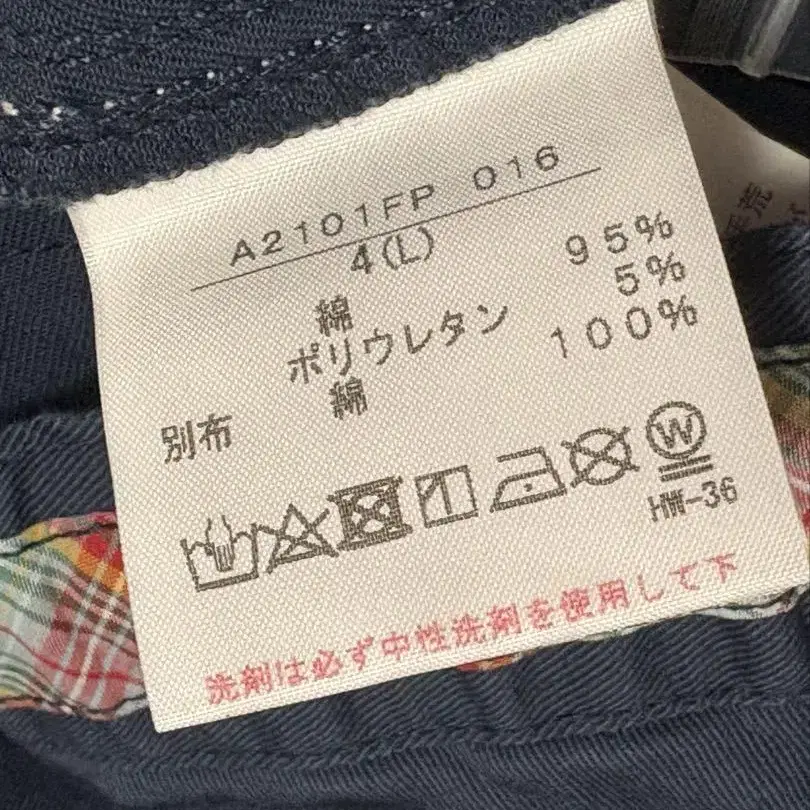 A2101FP 016
4(L)
綿 95%
ポリウレタン 5%
別布 綿 100%
W
HW-36
洗剤は必ず中性洗剤を使用して下